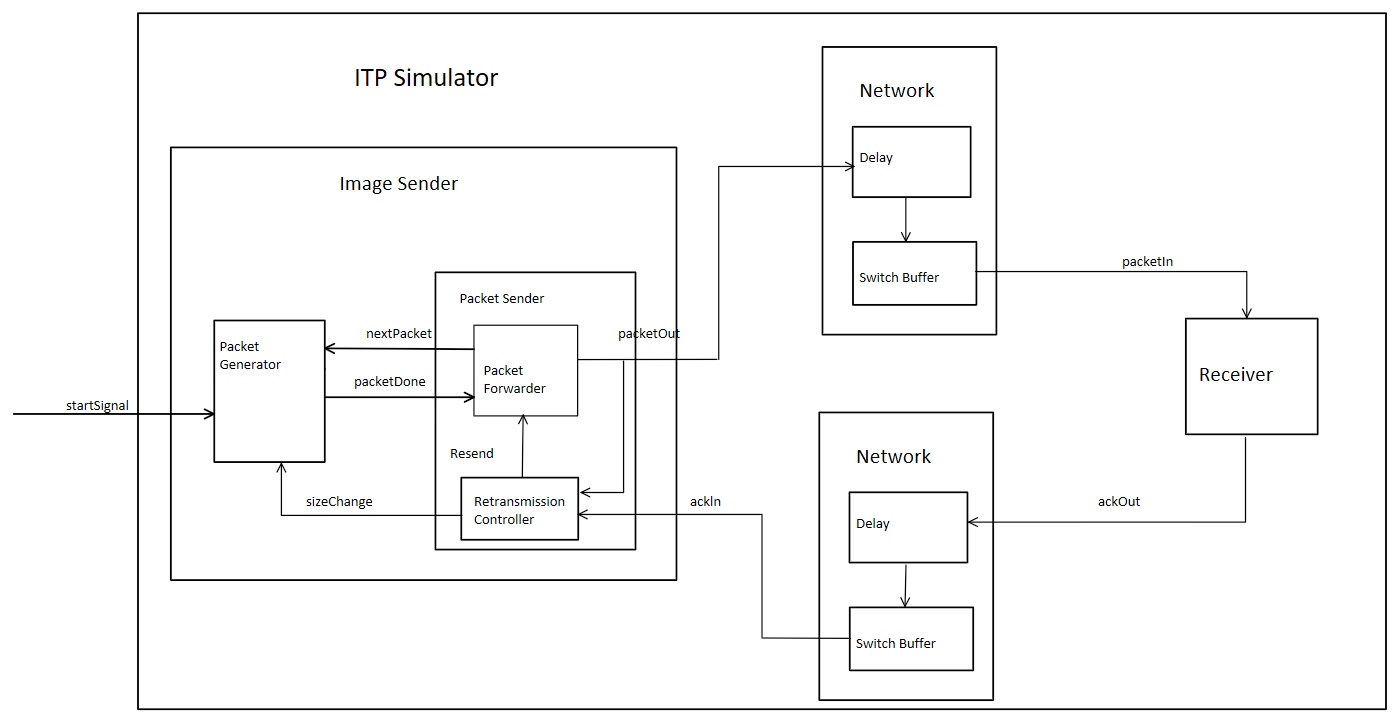 ITP Simulator
Network
Delay
Switch Buffer
packetIn
Receiver
Image Sender
Packet Sender
nextPacket
packetOut
Packet
Generator
Packet
Forwarder
packetDone
startSignal
Resend
sizeChange
Retransmission
Controller
ackIn
Network
Delay
Switch Buffer
ackOut